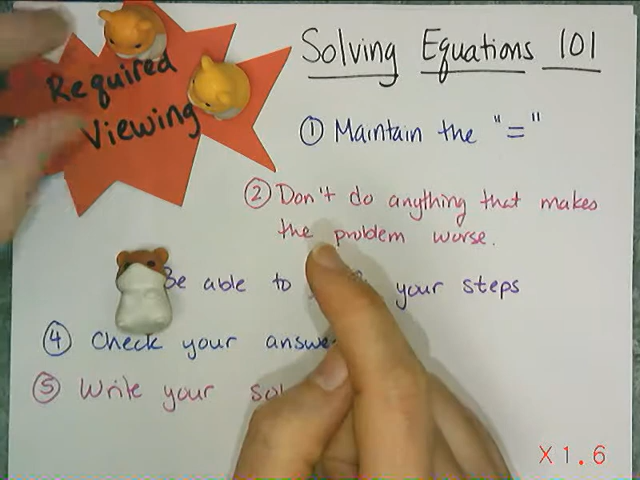 Required
Viewing
Solving Equations 101
① Maintain the "="
② Don't do anything that makes
the problem worse.
Be able to your steps
④ Check your
⑤ Write your
X1.6